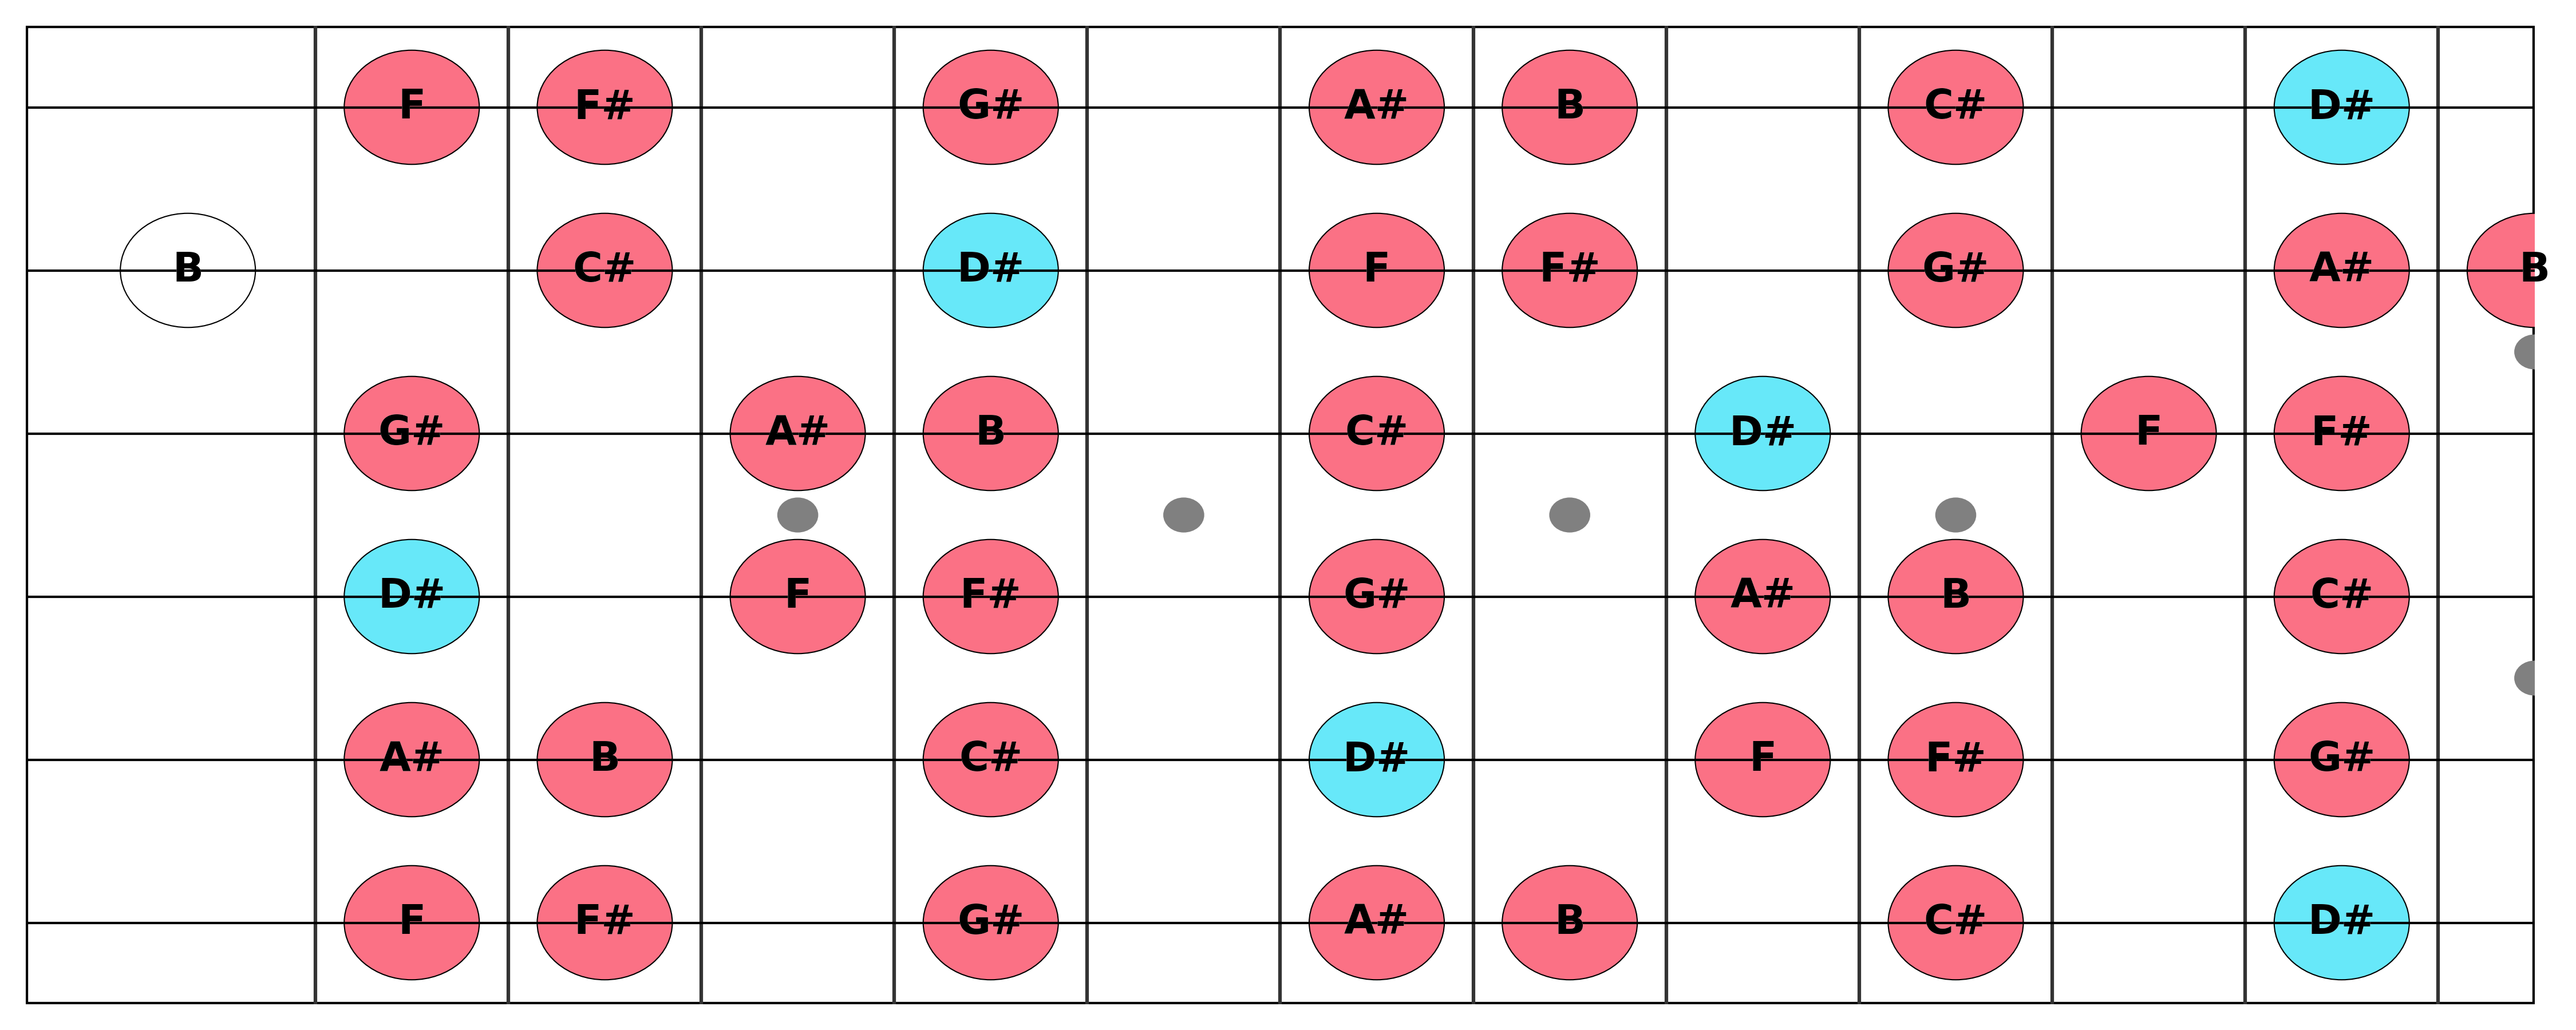 F F# G# A# B C# D#
B C# D# F F# G# A# B
G# A# B C# D# F F#
D# F F# G# A# B C#
A# B C# D# F F# G#
F F# G# A# B C# D#